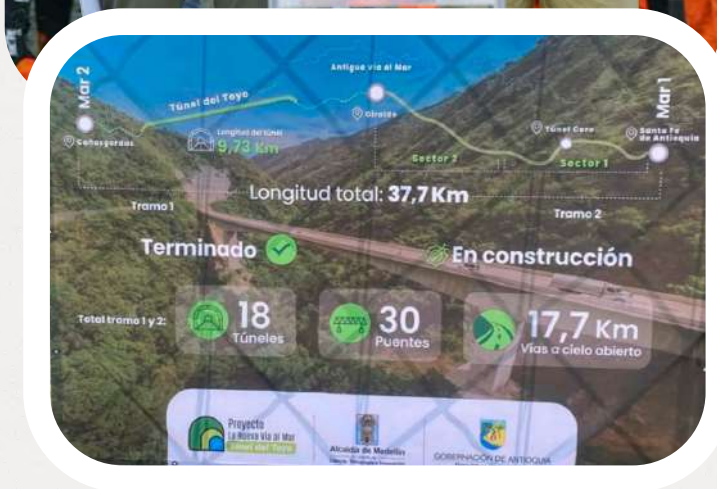 Mar 2
Túnel del Toyo
Antigua vía al Mar
Mar 1
Cañasgordas
Longitud del túnel
9,73 Km
Giralda
Túnel Cero
Santa Fe
de Antioquia
Sector 2
Sector 1
Longitud total: 37,7 Km
Tramo 1
Tramo 2
Terminado
En construcción
Total tramo 1 y 2:
18
Túneles
30
Puentes
17,7 Km
Vías a cielo abierto
Proyecto
La Nueva Vía al Mar
Túnel del Toyo
Alcaldía de Medellín
GOBERNACIÓN DE ANTIOQUIA